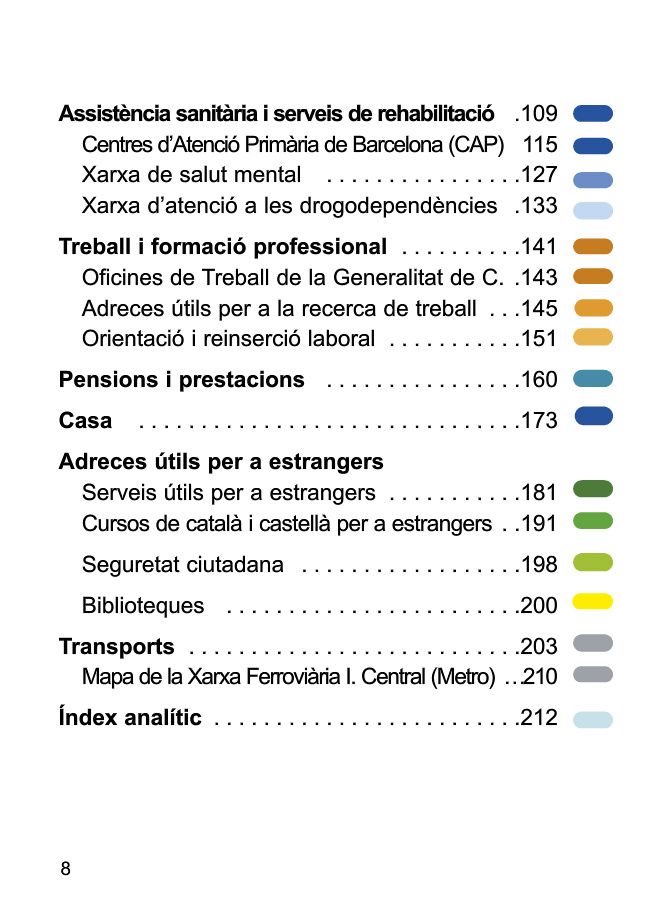 Assistència sanitària i serveis de rehabilitació .109
Centres d'Atenció Primària de Barcelona (CAP) 115
Xarxa de salut mental . . . . . . . . . . . . . . . .127
Xarxa d'atenció a les drogodependències .133
Treball i formació professional . . . . . . . . . .141
Oficines de Treball de la Generalitat de C. .143
Adreces útils per a la recerca de treball . . .145
Orientació i reinserció laboral . . . . . . . . . . .151
Pensions i prestacions . . . . . . . . . . . . . . . .160
Casa . . . . . . . . . . . . . . . . . . . . . . . . . . . . . . .173
Adreces útils per a estrangers
Serveis útils per a estrangers . . . . . . . . . . .181
Cursos de català i castellà per a estrangers . .191
Seguretat ciutadana . . . . . . . . . . . . . . . . . .198
Biblioteques . . . . . . . . . . . . . . . . . . . . . . . .200
Transports . . . . . . . . . . . . . . . . . . . . . . . . . . .203
Mapa de la Xarxa Ferroviària I. Central (Metro) . . .210
Índex analític . . . . . . . . . . . . . . . . . . . . . . . . .212
8